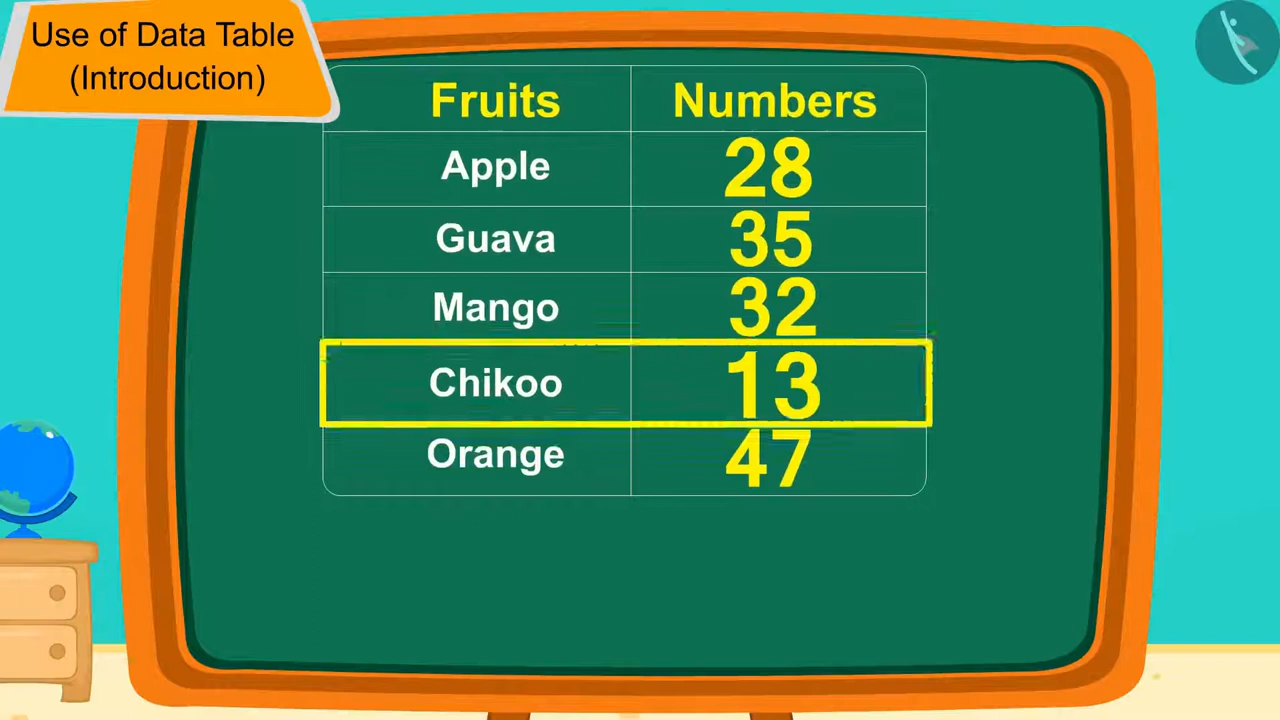 Use of Data Table
(Introduction)
Fruits Numbers
Apple 28
Guava 35
Mango 32
Chikoo 13
Orange 47